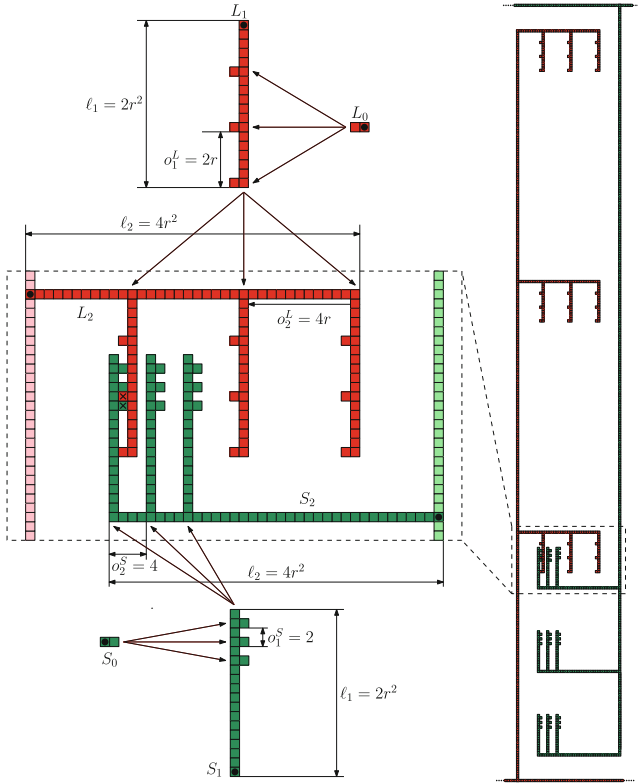 L₁
ℓ₁ = 2r²
L₀
o₁ᴸ = 2r
ℓ₂ = 4r²
L₂
o₂ᴸ = 4r
S₂
o₂ˢ = 4
ℓ₂ = 4r²
S₀
o₁ˢ = 2
ℓ₁ = 2r²
S₁